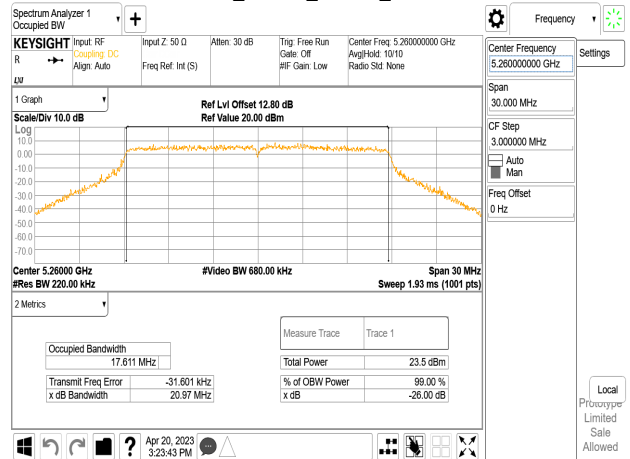 Spectrum Analyzer 1
Occupied BW
Frequency
KEYSIGHT
R
Input: RF
Coupling: DC
Align: Auto
Input Z: 50 Ω
Freq Ref: Int (S)
Atten: 30 dB
Trig: Free Run
Gate: Off
#IF Gain: Low
Center Freq: 5.260000000 GHz
Avg|Hold: 10/10
Radio Std: None
Center Frequency
5.260000000 GHz
Settings
Span
30.000 MHz
CF Step
3.000000 MHz
Auto
Man
Freq Offset
0 Hz
1 Graph
Scale/Div 10.0 dB
Ref Lvl Offset 12.80 dB
Ref Value 20.00 dBm
Log
10.0
0.00
-10.0
-20.0
-30.0
-40.0
-50.0
-60.0
-70.0
Center 5.26000 GHz
#Res BW 220.00 kHz
#Video BW 680.00 kHz
Span 30 MHz
Sweep 1.93 ms (1001 pts)
2 Metrics
Measure Trace
Trace 1
Occupied Bandwidth
17.611 MHz
Total Power
23.5 dBm
Transmit Freq Error
-31.601 kHz
% of OBW Power
99.00 %
x dB Bandwidth
20.97 MHz
x dB
-26.00 dB
Local
Prototype
Limited
Sale
Allowed
?
Apr 20, 2023
3:23:43 PM